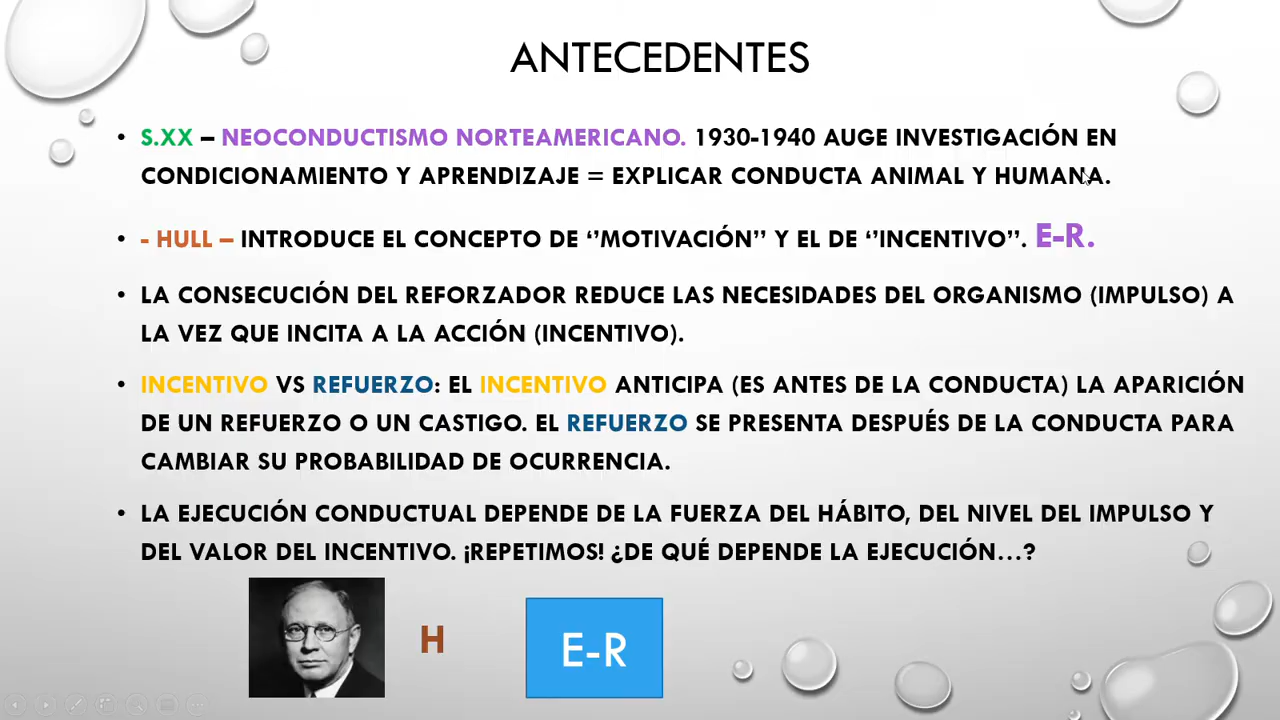 ANTECEDENTES
• S.XX – NEOCONDUCTISMO NORTEAMERICANO. 1930-1940 AUGE INVESTIGACIÓN EN
CONDICIONAMIENTO Y APRENDIZAJE = EXPLICAR CONDUCTA ANIMAL Y HUMANA.
• - HULL – INTRODUCE EL CONCEPTO DE ‘’MOTIVACIÓN’’ Y EL DE ‘’INCENTIVO’’. E-R.
• LA CONSECUCIÓN DEL REFORZADOR REDUCE LAS NECESIDADES DEL ORGANISMO (IMPULSO) A
LA VEZ QUE INCITA A LA ACCIÓN (INCENTIVO).
• INCENTIVO VS REFUERZO: EL INCENTIVO ANTICIPA (ES ANTES DE LA CONDUCTA) LA APARICIÓN
DE UN REFUERZO O UN CASTIGO. EL REFUERZO SE PRESENTA DESPUÉS DE LA CONDUCTA PARA
CAMBIAR SU PROBABILIDAD DE OCURRENCIA.
• LA EJECUCIÓN CONDUCTUAL DEPENDE DE LA FUERZA DEL HÁBITO, DEL NIVEL DEL IMPULSO Y
DEL VALOR DEL INCENTIVO. ¡REPETIMOS! ¿DE QUÉ DEPENDE LA EJECUCIÓN…?
H
E-R